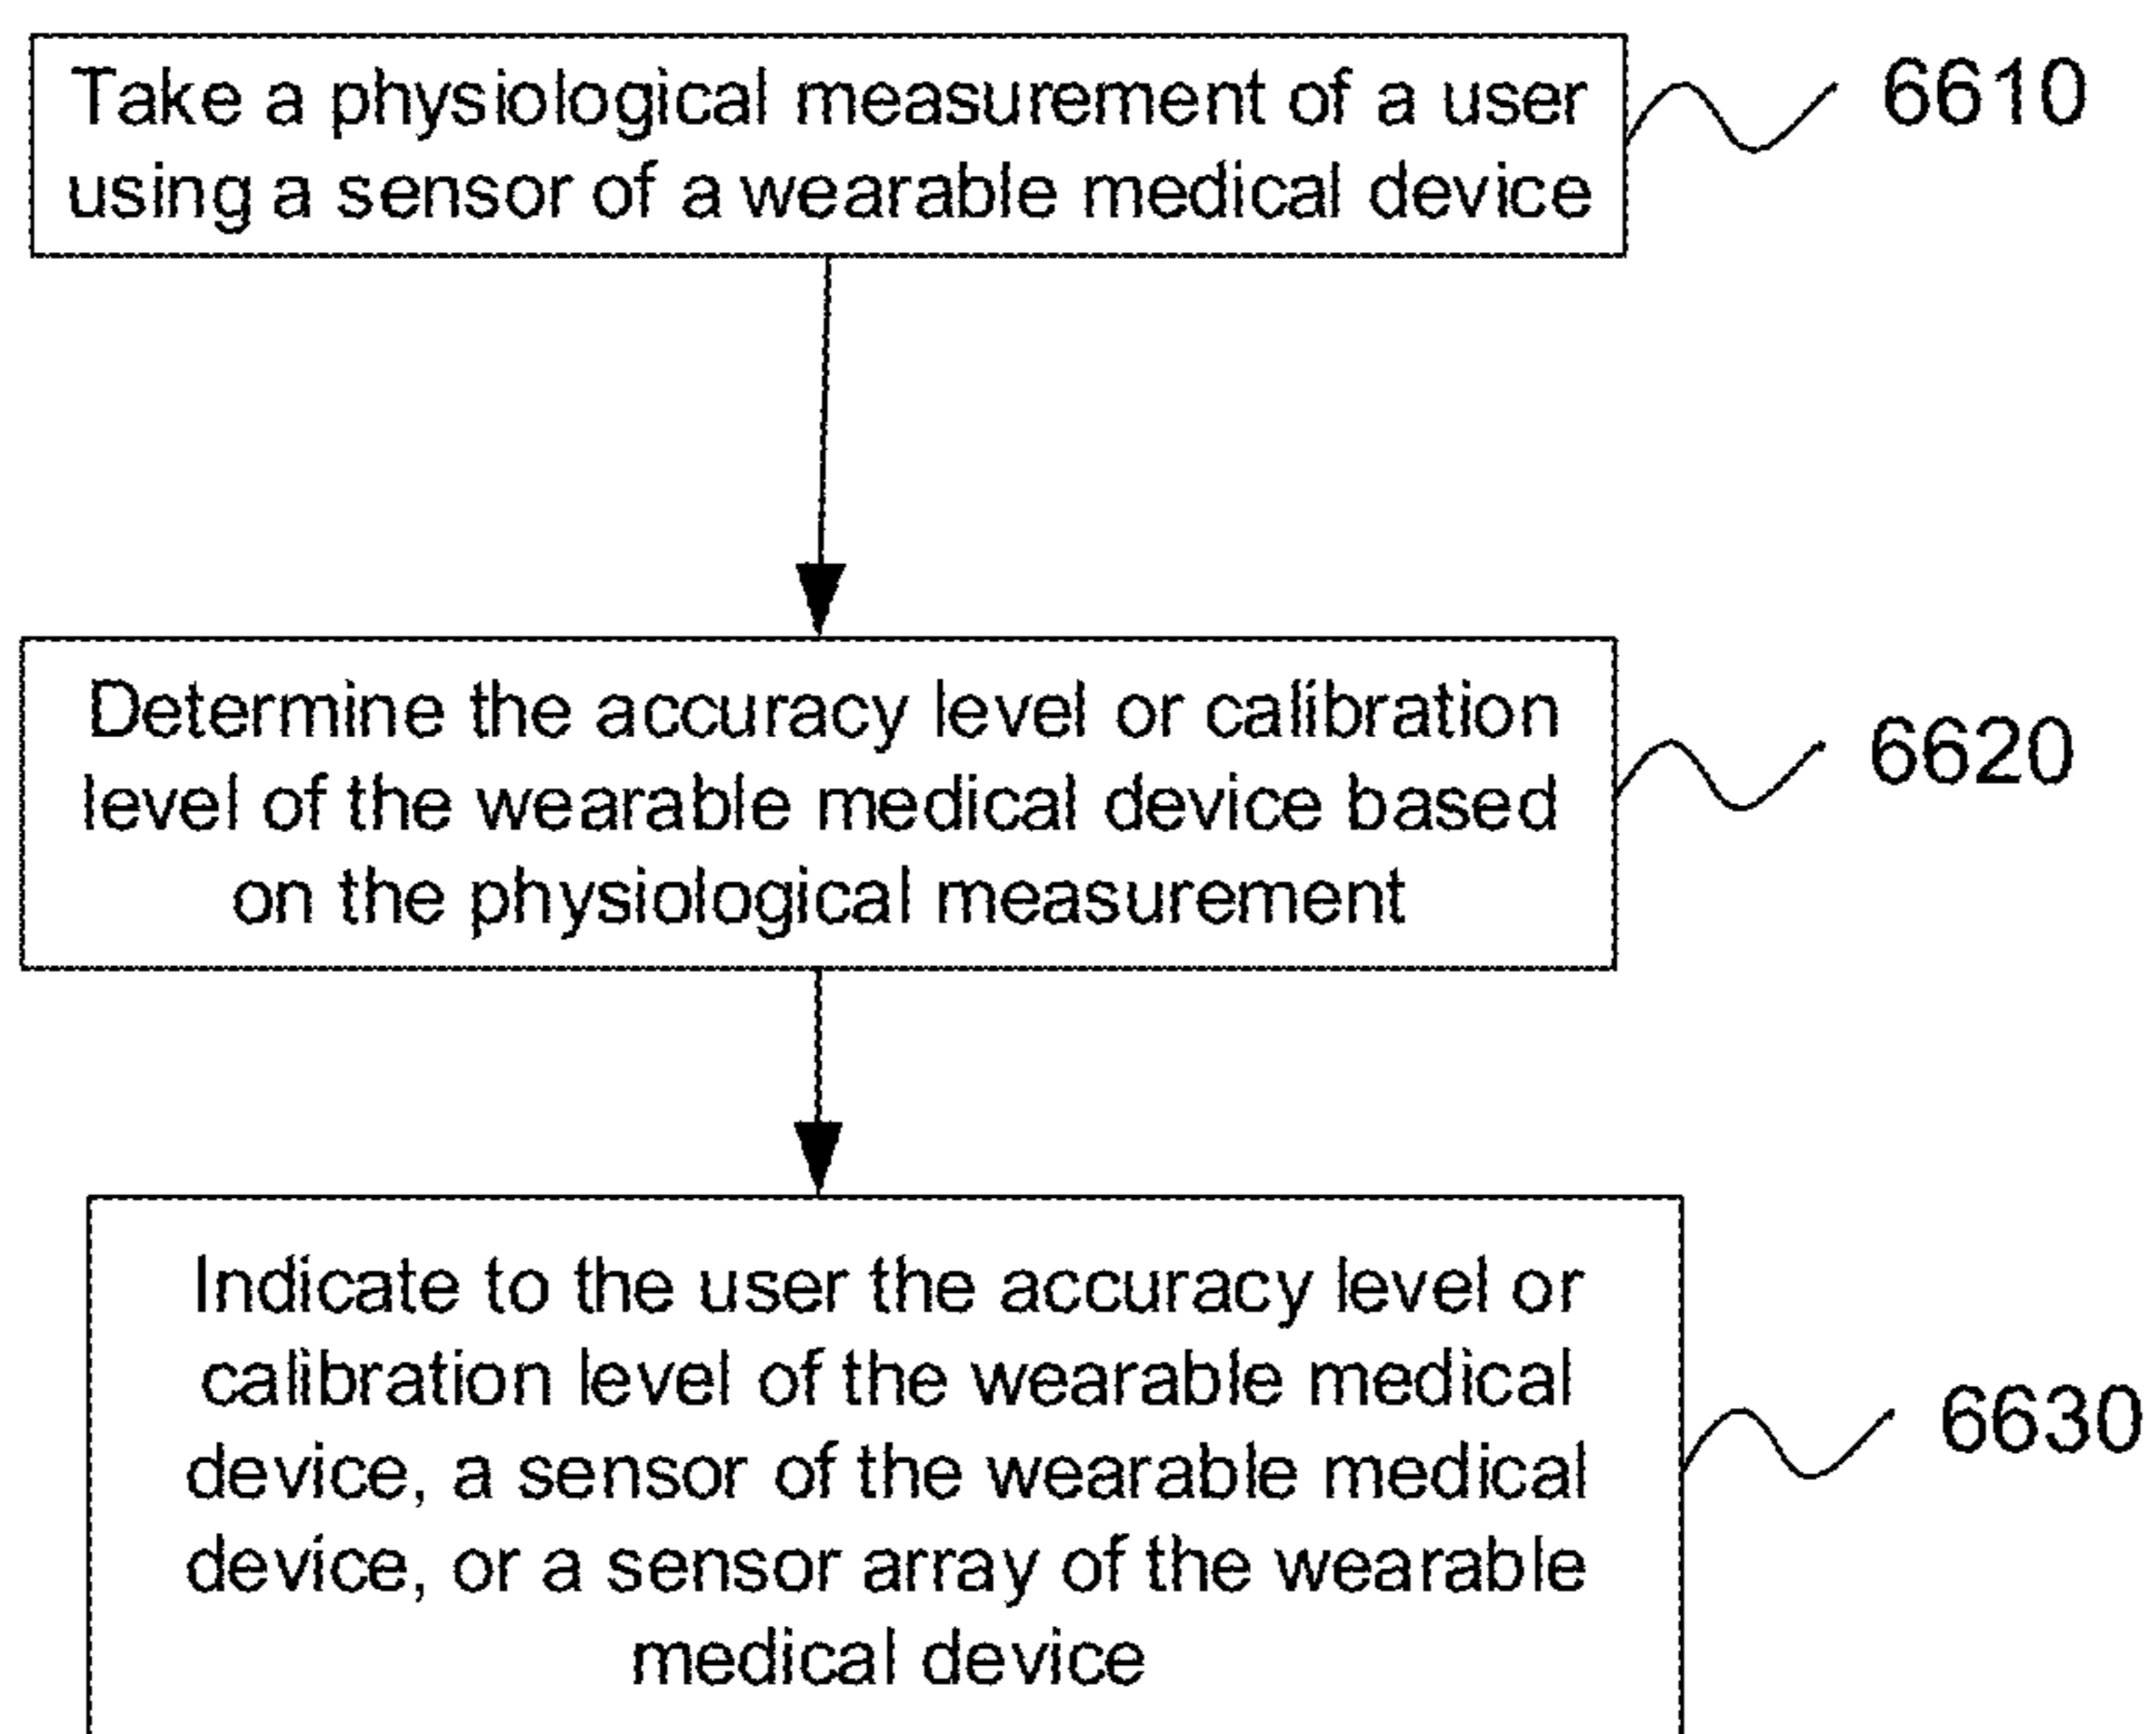 Take a physiological measurement of a user
using a sensor of a wearable medical device
6610
Determine the accuracy level or calibration
level of the wearable medical device based
on the physiological measurement
6620
Indicate to the user the accuracy level or
calibration level of the wearable medical
device, a sensor of the wearable medical
device, or a sensor array of the wearable
medical device
6630